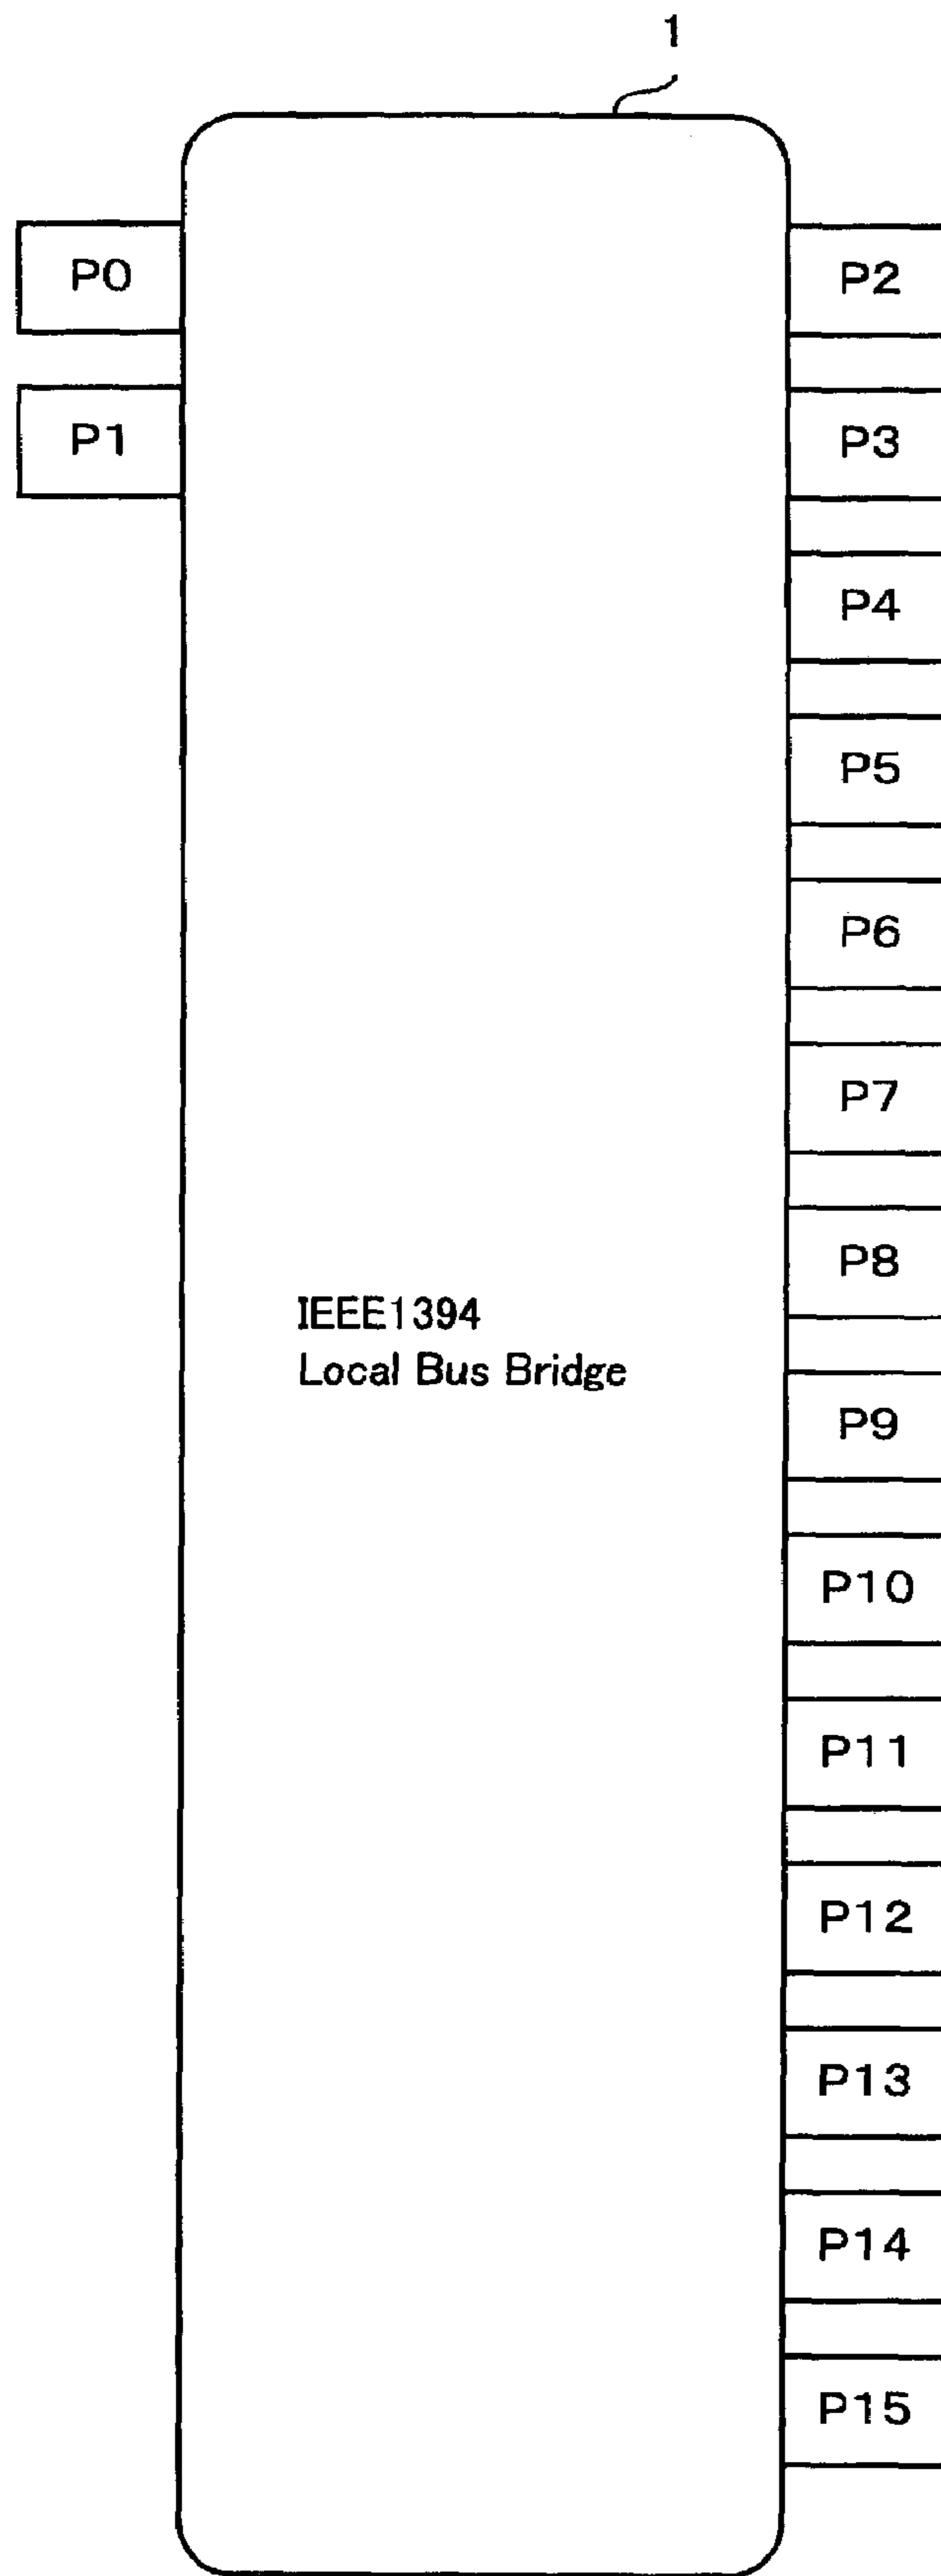 1
P0
P1
P2
P3
P4
P5
P6
P7
P8
IEEE1394
Local Bus Bridge
P9
P10
P11
P12
P13
P14
P15